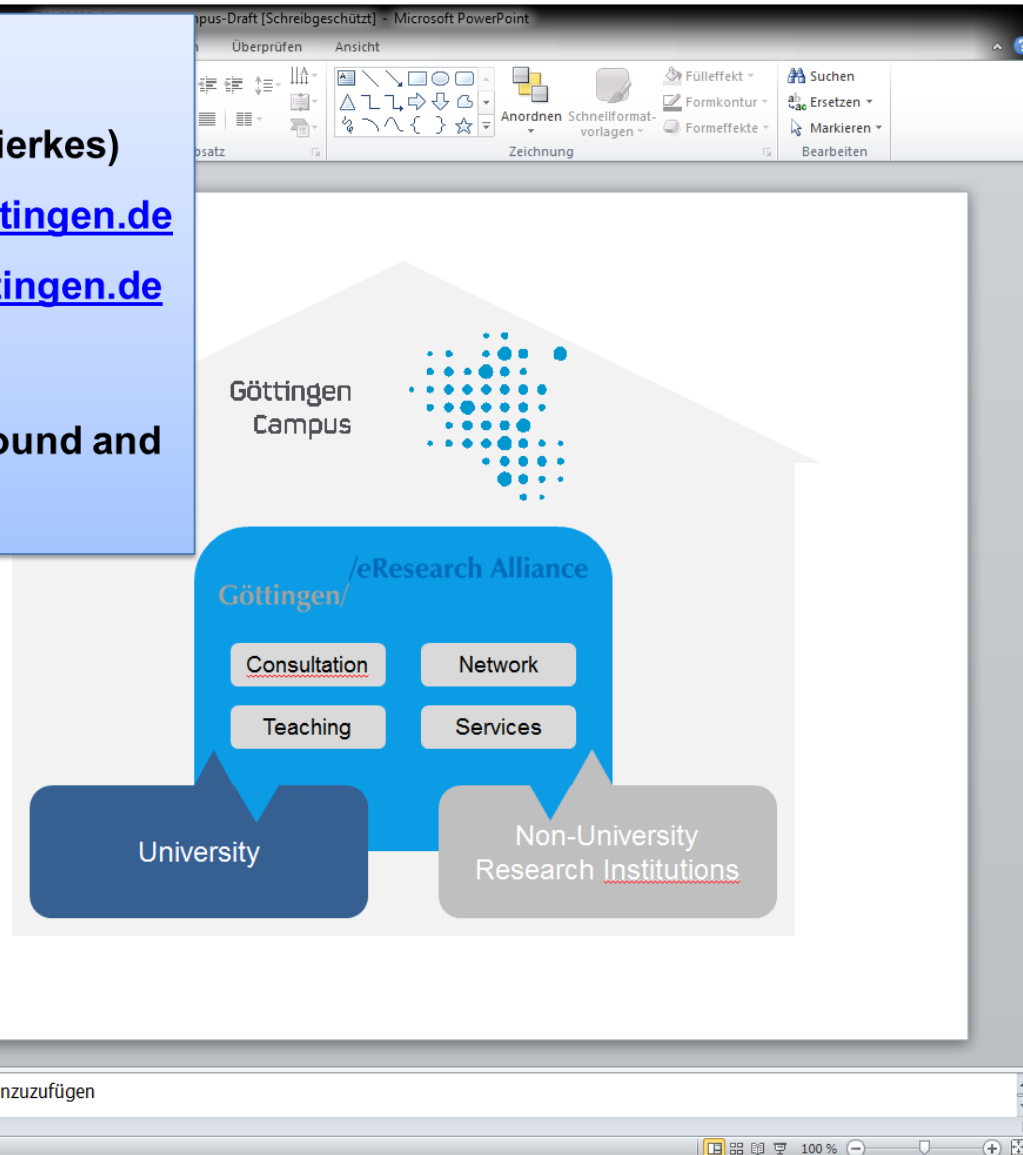 pus-Draft [Schreibgeschützt] - Microsoft PowerPoint
Überprüfen Ansicht
Anordnen
Schnellformat-
vorlagen
Fülleffekt
Formkontur
Formeffekte
Suchen
Ersetzen
Markieren
bsatz
Zeichnung
Bearbeiten
ierkes)
tingen.de
tingen.de
ound and
Göttingen
Campus
/eResearch Alliance
Göttingen/
Consultation
Network
Teaching
Services
University
Non-University
Research Institutions
nzuzufügen
100 %